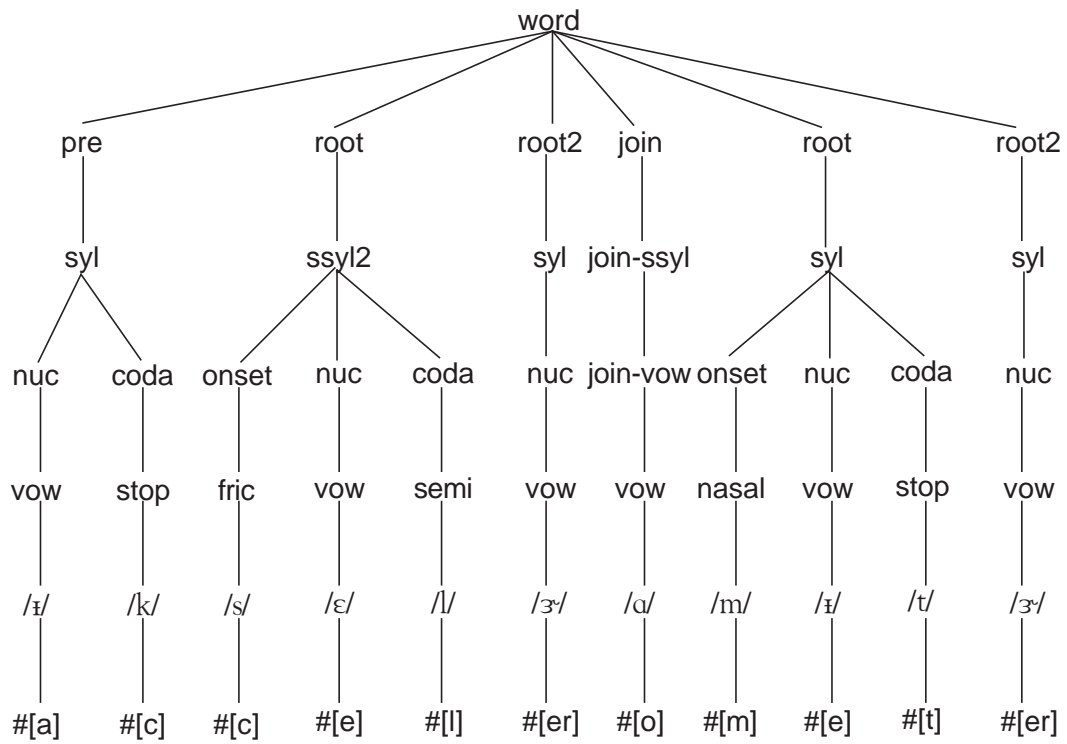 word
pre root root2 join root root2
syl ssyl2 syl join-ssyl syl syl
nuc coda onset nuc coda nuc join-vow onset nuc coda nuc
vow stop fric vow semi vow vow nasal vow stop vow
/ᵻ/ /k/ /s/ /ɛ/ /l/ /ɝ/ /ɑ/ /m/ /ᵻ/ /t/ /ɝ/
#[a] #[c] #[c] #[e] #[l] #[er] #[o] #[m] #[e] #[t] #[er]